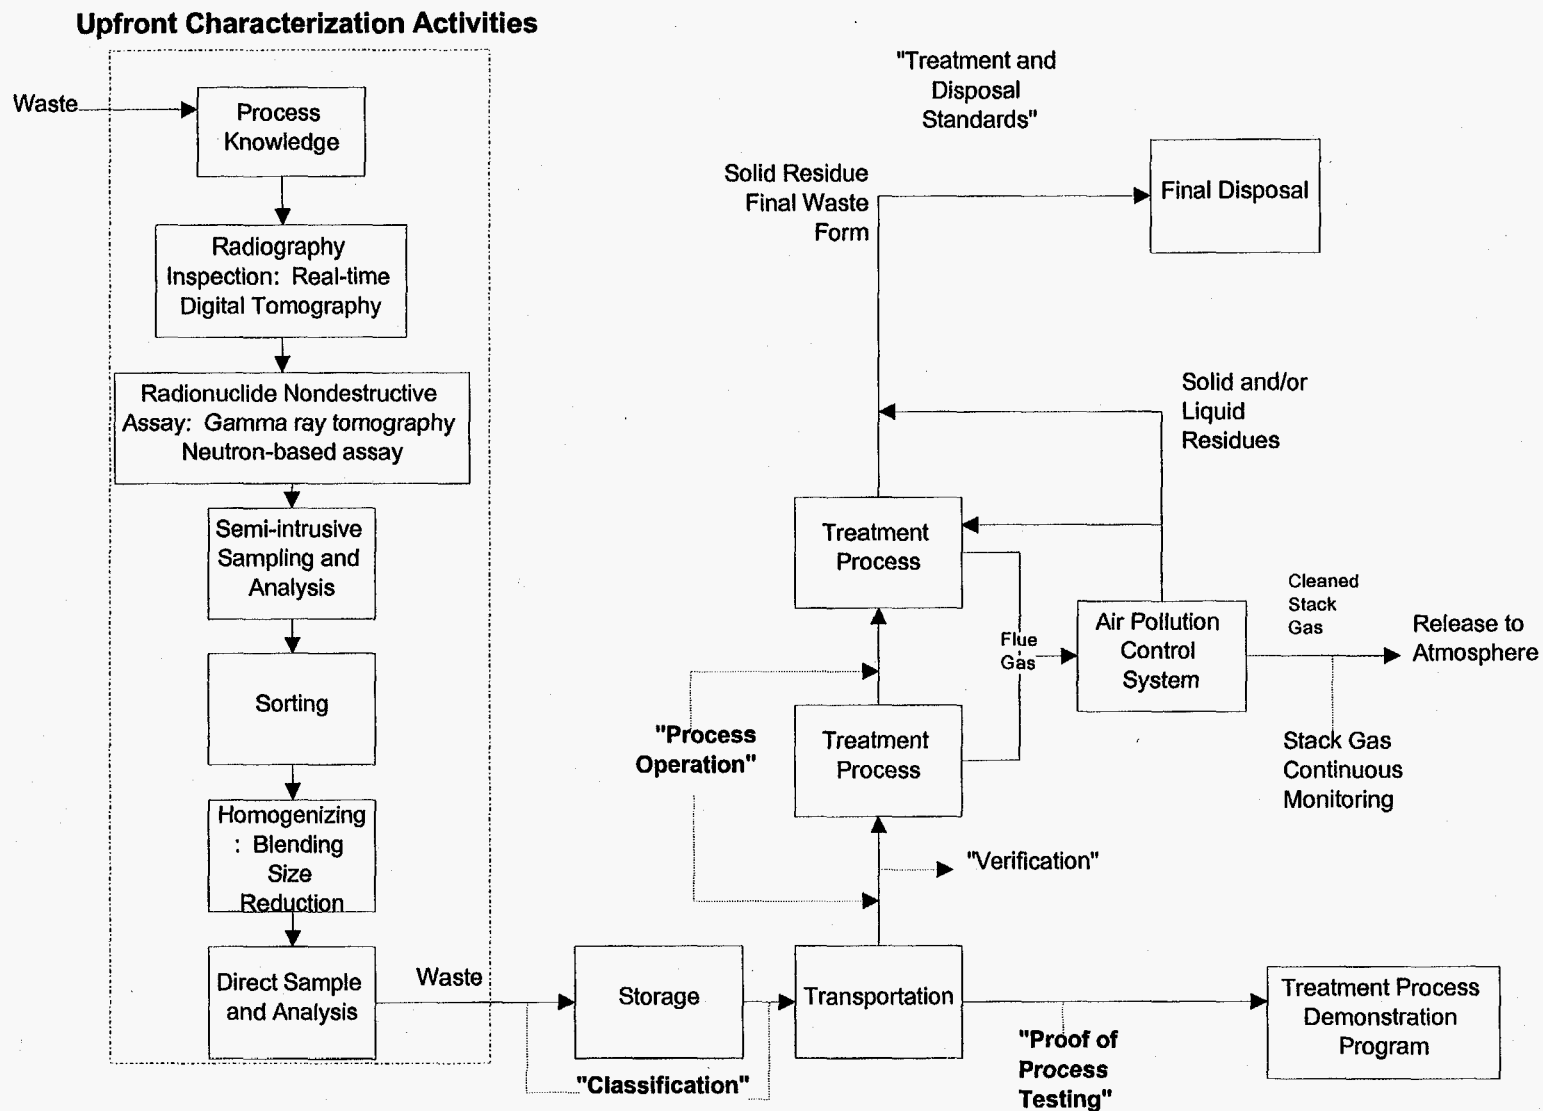 Upfront Characterization Activities
Waste
Process
Knowledge
Radiography
Inspection: Real-time
Digital Tomography
Radionuclide Nondestructive
Assay: Gamma ray tomography
Neutron-based assay
Semi-intrusive
Sampling and
Analysis
Sorting
Homogenizing
: Blending
Size
Reduction
Direct Sample
and Analysis
Waste
"Classification"
Storage
Transportation
"Proof of
Process
Testing"
Treatment Process
Demonstration
Program
"Verification"
"Process
Operation"
Treatment
Process
Treatment
Process
Flue
Gas
Air Pollution
Control
System
Cleaned
Stack
Gas
Release to
Atmosphere
Stack Gas
Continuous
Monitoring
Solid and/or
Liquid
Residues
Solid Residue
Final Waste
Form
"Treatment and
Disposal
Standards"
Final Disposal